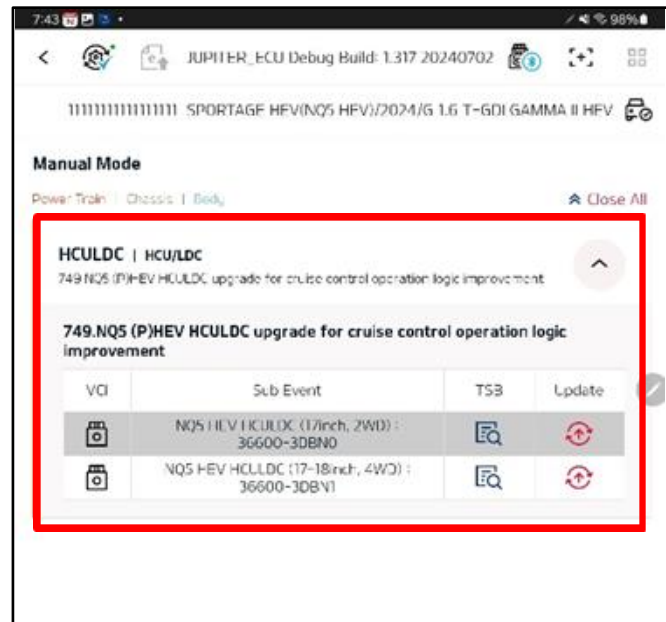 7:43 98%
JUPITER_ECU Debug Build: 1.317 20240702
11111111111111111 SPORTAGE HEV(NQ5 HEV)/2024/G 1.6 T-GDI GAMMA II HEV
Manual Mode
Power Train | Chassis | Body Close All
HCULDC | HCU/LDC
749 NQ5 (P)HEV HCULDC upgrade for cruise control operation logic improvement
749.NQ5 (P)HEV HCULDC upgrade for cruise control operation logic
improvement
VCI Sub Event TSB Update
NQ5 HEV HCULDC (17inch, 2WD) :
36600-3DBN0
NQ5 HEV HCULDC (17-18inch, 4WD) :
36600-3DBN1